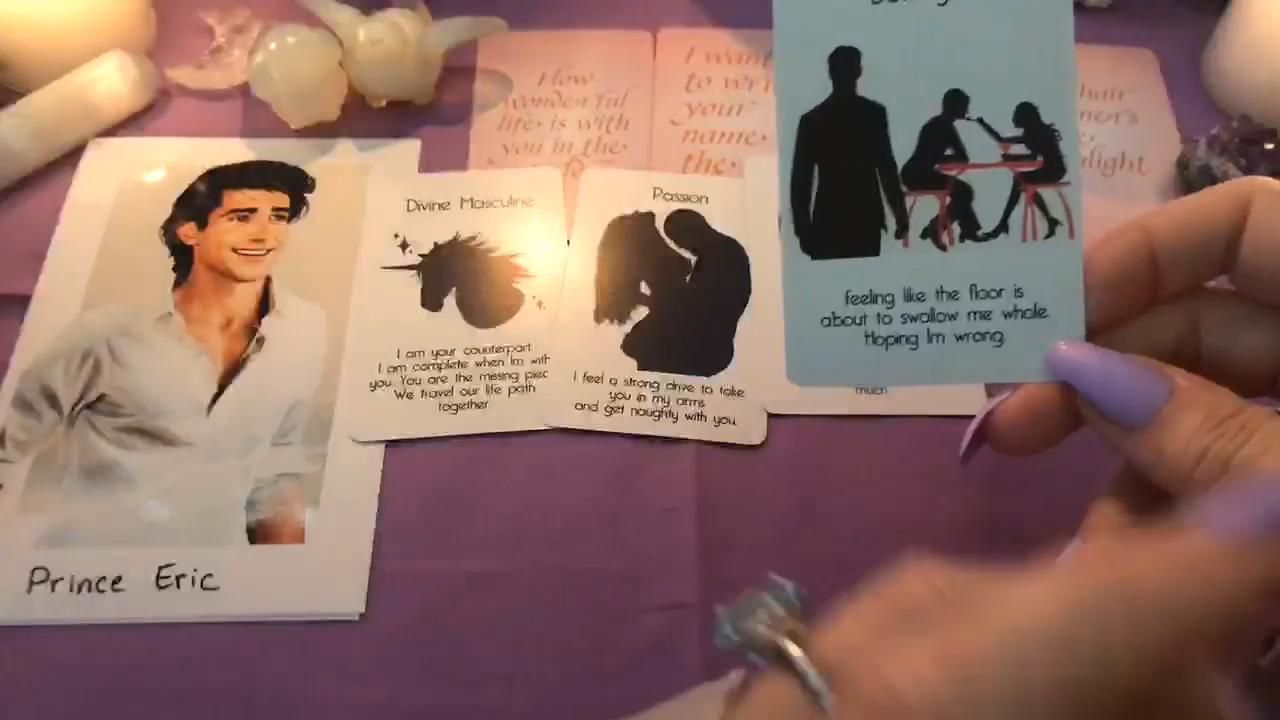 How
wonderful
life is with
you in the
I want
to wri
your
name
the
hair
light
Divine Masculine
I am your counterpart
I am complete when Im with
you. You are the missing piec
We travel our life path
together.
Passion
I feel a strong drive to take
you in my arms
and get naughty with you.
feeling like the floor is
about to swallow me whole.
Hoping Im wrong.
much
Prince Eric